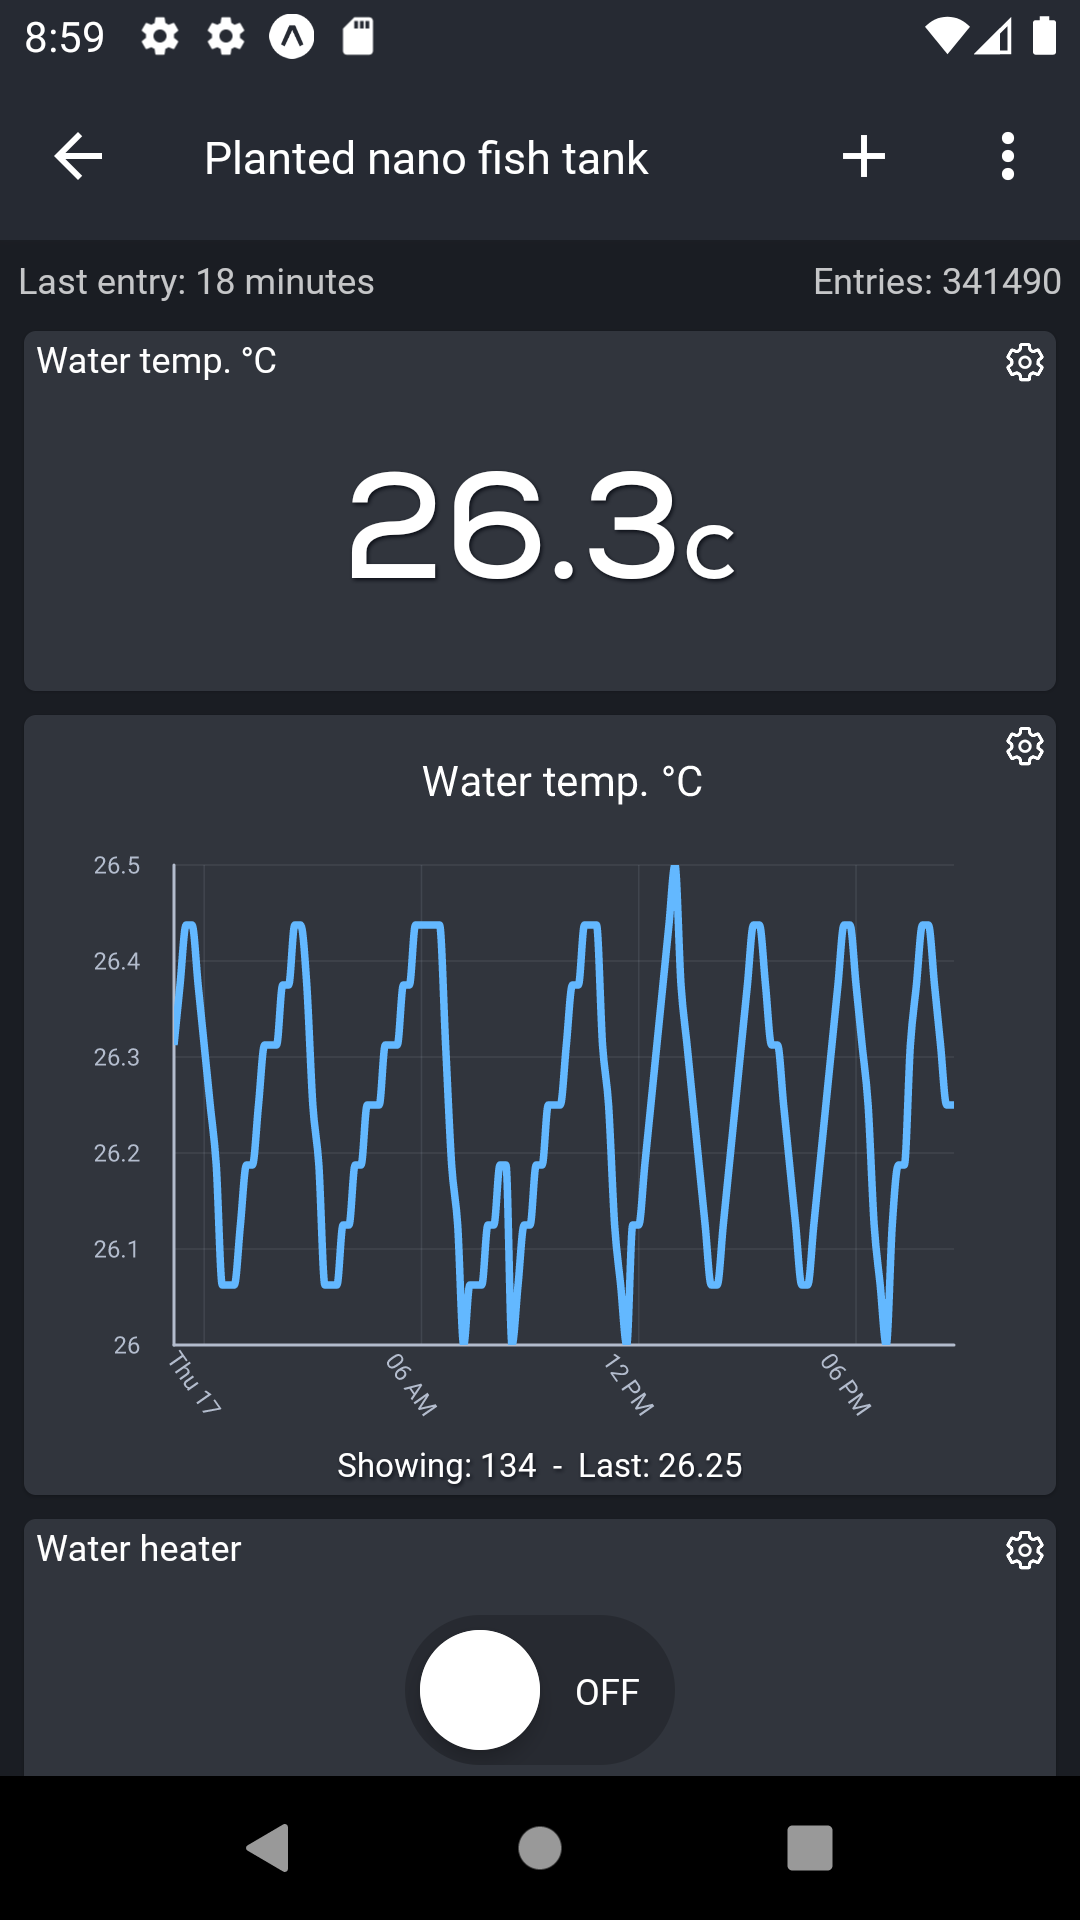 8:59
Planted nano fish tank
Last entry: 18 minutes
Entries: 341490
Water temp. °C
26.3c
Water temp. °C
26.5
26.4
26.3
26.2
26.1
26
Thu 17
06 AM
12 PM
06 PM
Showing: 134 - Last: 26.25
Water heater
OFF